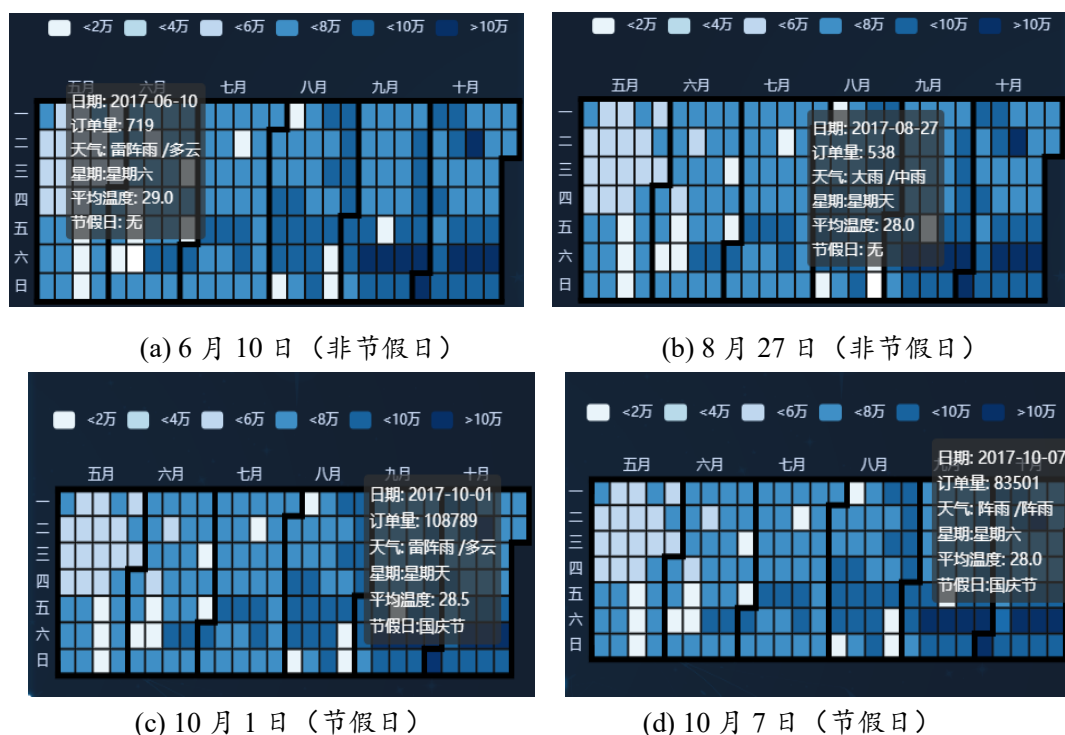 <2万 <4万 <6万 <8万 <10万 >10万
五月 六月 七月 八月 九月 十月
一
二
三
四
五
六
日
日期: 2017-06-10
订单量: 719
天气: 雷阵雨 /多云
星期:星期六
平均温度: 29.0
节假日: 无
(a) 6 月 10 日（非节假日）
<2万 <4万 <6万 <8万 <10万 >10万
五月 六月 七月 八月 九月 十月
一
二
三
四
五
六
日
日期: 2017-08-27
订单量: 538
天气: 大雨 /中雨
星期:星期天
平均温度: 28.0
节假日: 无
(b) 8 月 27 日（非节假日）
<2万 <4万 <6万 <8万 <10万 >10万
五月 六月 七月 八月 九月 十月
一
二
三
四
五
六
日
日期: 2017-10-01
订单量: 108789
天气: 雷阵雨 /多云
星期:星期天
平均温度: 28.5
节假日:国庆节
(c) 10 月 1 日（节假日）
<2万 <4万 <6万 <8万 <10万 >10万
五月 六月 七月 八月
一
二
三
四
五
六
日
日期: 2017-10-07
订单量: 83501
天气: 阵雨 /阵雨
星期:星期六
平均温度: 28.0
节假日:国庆节
(d) 10 月 7 日（节假日）